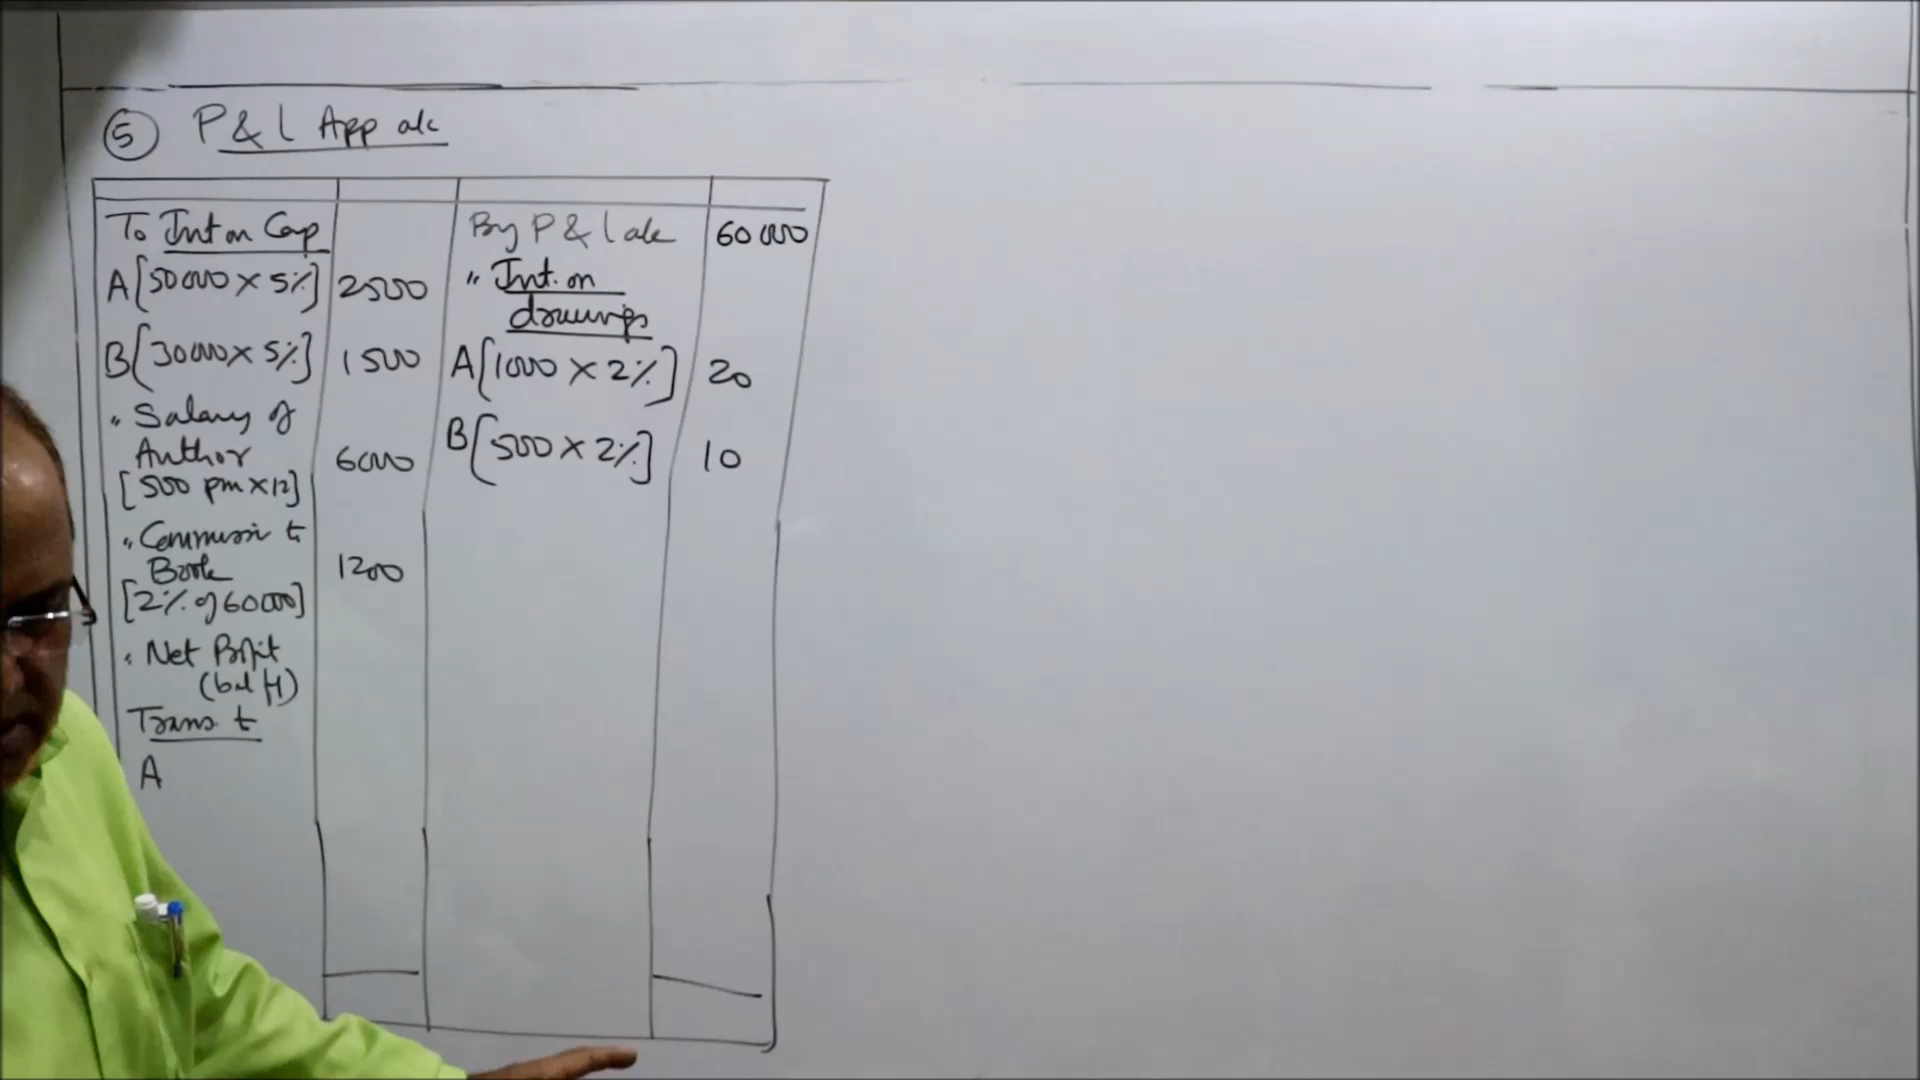 5 P & L App a/c
To Int on Cap
A [50000 x 5%] 2500
B [30000 x 5%] 1500
" Salary of
Author 6000
[500 pm x 12]
" Commissi to
Book 1200
[2% of 60000]
" Net Profit
(bal f)
Trans to
A
By P & L a/c 60000
" Int. on
drawings
A [1000 x 2%] 20
B [500 x 2%] 10